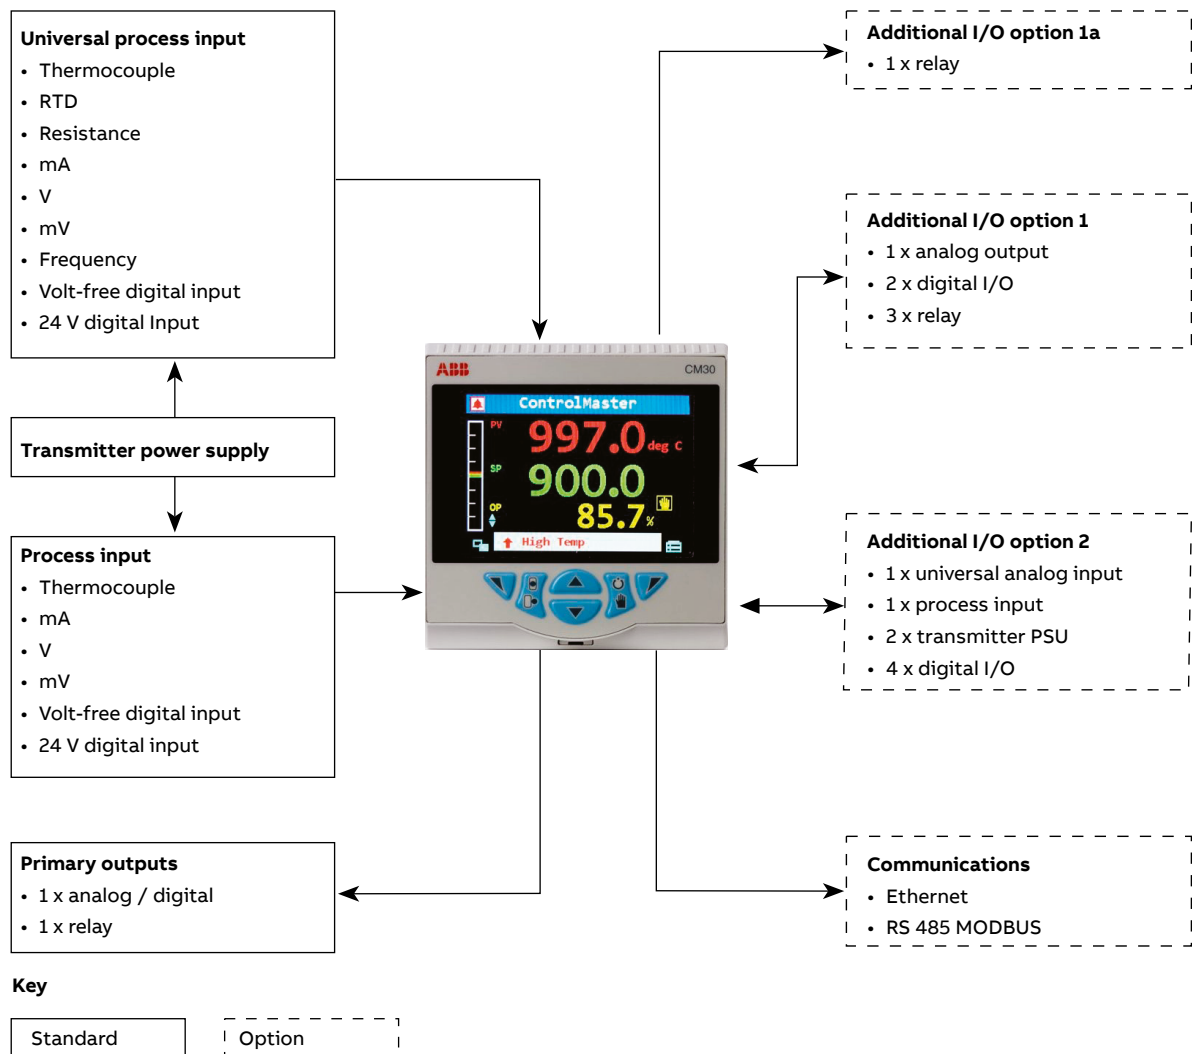 Universal process input
• Thermocouple
• RTD
• Resistance
• mA
• V
• mV
• Frequency
• Volt-free digital input
• 24 V digital Input
Transmitter power supply
Process input
• Thermocouple
• mA
• V
• mV
• Volt-free digital input
• 24 V digital input
Primary outputs
• 1 x analog / digital
• 1 x relay
ABB
CM30
ControlMaster
PV
997.0 deg C
SP
900.0
OP
85.7 %
High Temp
Additional I/O option 1a
• 1 x relay
Additional I/O option 1
• 1 x analog output
• 2 x digital I/O
• 3 x relay
Additional I/O option 2
• 1 x universal analog input
• 1 x process input
• 2 x transmitter PSU
• 4 x digital I/O
Communications
• Ethernet
• RS 485 MODBUS
Key
Standard
Option